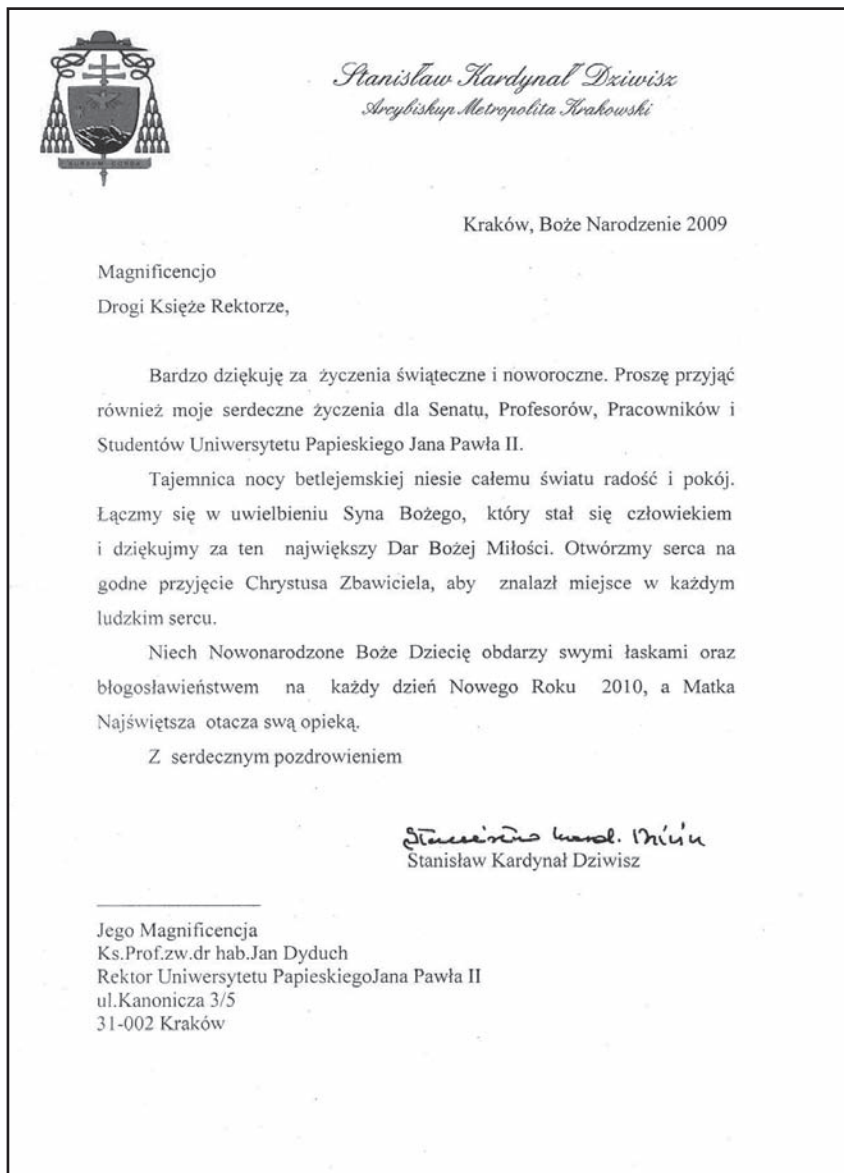 Stanisław Kardynał Dziwisz
Arcybiskup Metropolita Krakowski
SURSUM CORDA
Kraków, Boże Narodzenie 2009
Magnificencjo
Drogi Księże Rektorze,
Bardzo dziękuję za życzenia świąteczne i noworoczne. Proszę przyjąć
również moje serdeczne życzenia dla Senatu, Profesorów, Pracowników i
Studentów Uniwersytetu Papieskiego Jana Pawła II.
Tajemnica nocy betlejemskiej niesie całemu światu radość i pokój.
Łączmy się w uwielbieniu Syna Bożego, który stał się człowiekiem
i dziękujmy za ten największy Dar Bożej Miłości. Otwórzmy serca na
godne przyjęcie Chrystusa Zbawiciela, aby znalazł miejsce w każdym
ludzkim sercu.
Niech Nowonarodzone Boże Dziecię obdarzy swymi łaskami oraz
błogosławieństwem na każdy dzień Nowego Roku 2010, a Matka
Najświętsza otacza swą opieką.
Z serdecznym pozdrowieniem
Stanisław kard. Dziwisz
Stanisław Kardynał Dziwisz
Jego Magnificencja
Ks.Prof.zw.dr hab.Jan Dyduch
Rektor Uniwersytetu PapieskiegoJana Pawła II
ul.Kanonicza 3/5
31-002 Kraków